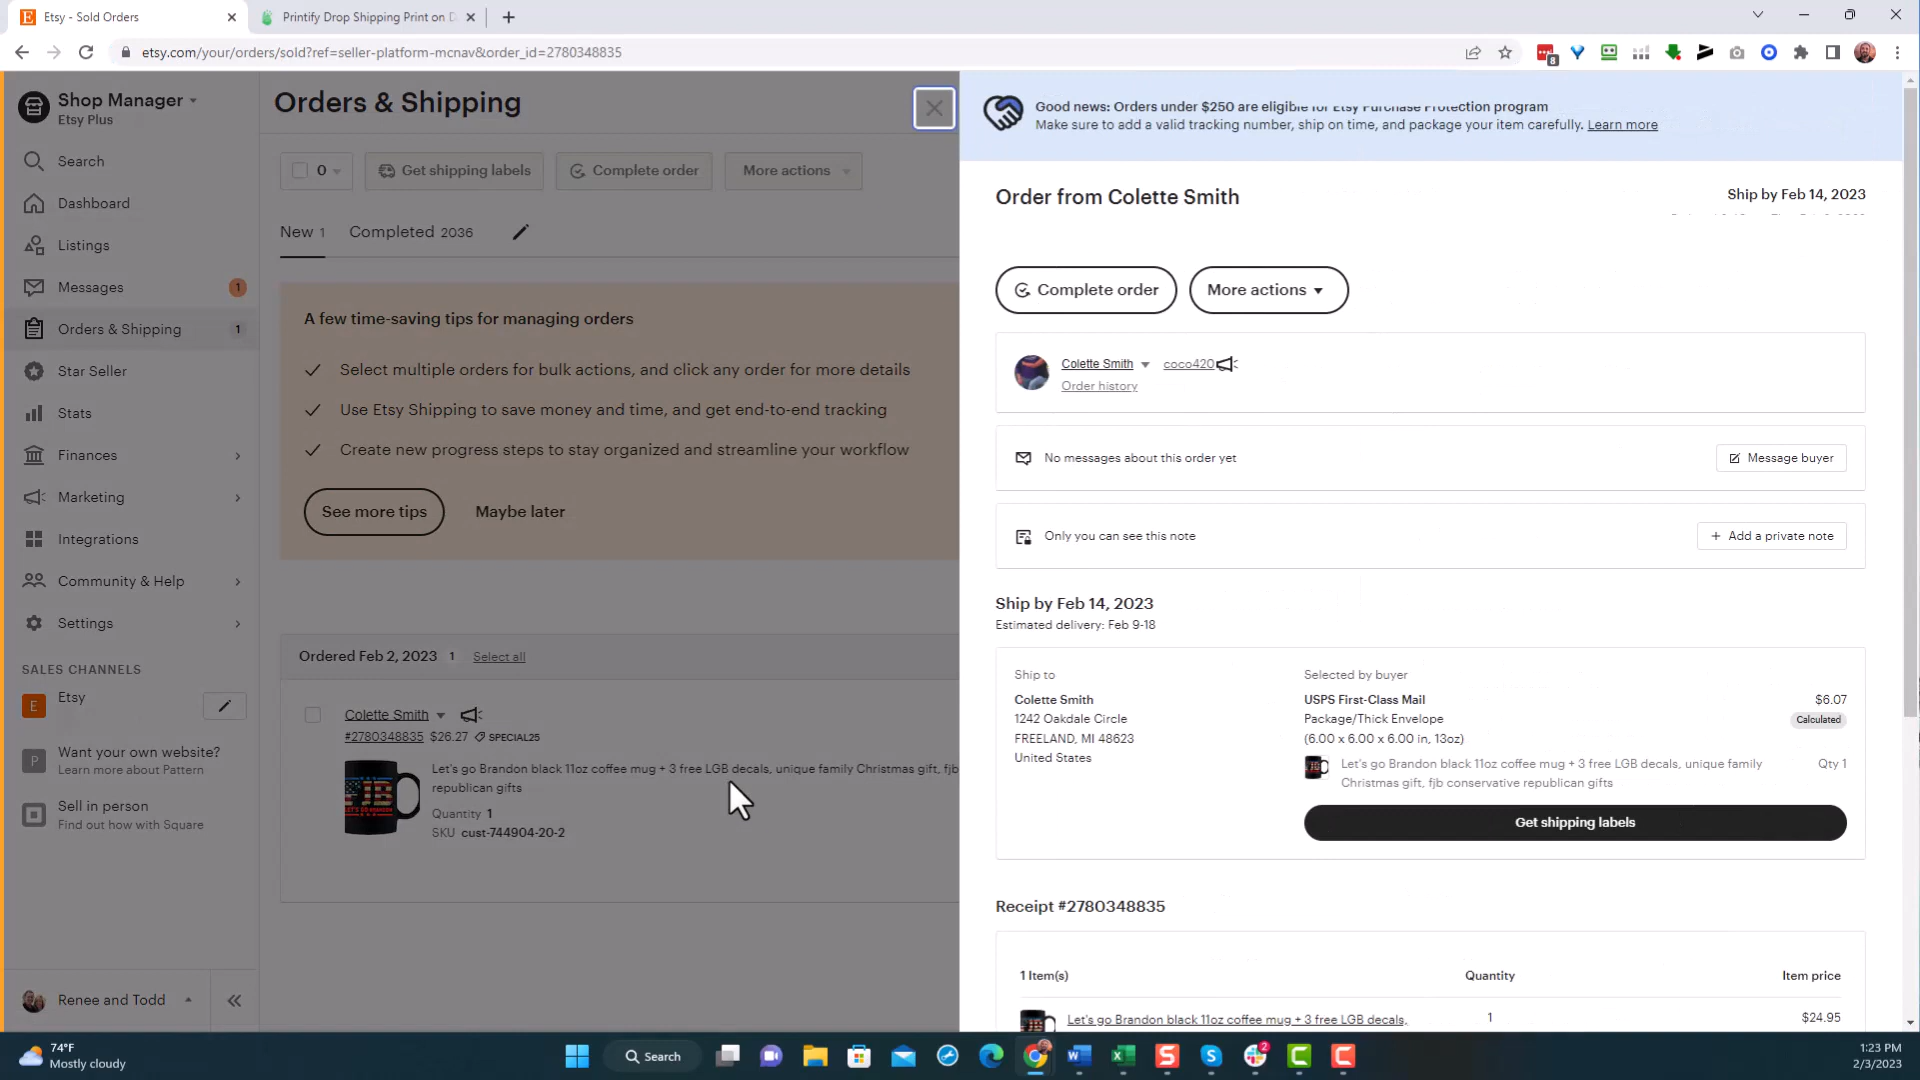 Etsy - Sold Orders
Printify Drop Shipping Print on D
etsy.com/your/orders/sold?ref=seller-platform-mcnav&order_id=2780348835
8
Shop Manager
Etsy Plus
Search
Dashboard
Listings
Messages 1
Orders & Shipping 1
Star Seller
Stats
Finances
Marketing
Integrations
Community & Help
Settings
SALES CHANNELS
E Etsy
P Want your own website?
Learn more about Pattern
Sell in person
Find out how with Square
Renee and Todd
Orders & Shipping
0 Get shipping labels Complete order More actions
New 1 Completed 2036
A few time-saving tips for managing orders
Select multiple orders for bulk actions, and click any order for more details
Use Etsy Shipping to save money and time, and get end-to-end tracking
Create new progress steps to stay organized and streamline your workflow
See more tips Maybe later
Ordered Feb 2, 2023 1 Select all
Colette Smith
#2780348835 $26.27 SPECIAL25
Let's go Brandon black 11oz coffee mug + 3 free LGB decals, unique family Christmas gift, fjb
republican gifts
Quantity 1
SKU cust-744904-20-2
Good news: Orders under $250 are eligible for Etsy Purchase Protection program
Make sure to add a valid tracking number, ship on time, and package your item carefully. Learn more
Order from Colette Smith
Ship by Feb 14, 2023
Complete order More actions
Colette Smith coco420
Order history
No messages about this order yet Message buyer
Only you can see this note + Add a private note
Ship by Feb 14, 2023
Estimated delivery: Feb 9-18
Ship to
Colette Smith
1242 Oakdale Circle
FREELAND, MI 48623
United States
Selected by buyer
USPS First-Class Mail $6.07
Package/Thick Envelope Calculated
(6.00 x 6.00 x 6.00 in, 13oz)
Let's go Brandon black 11oz coffee mug + 3 free LGB decals, unique family Qty 1
Christmas gift, fjb conservative republican gifts
Get shipping labels
Receipt #2780348835
1 Item(s) Quantity Item price
Let's go Brandon black 11oz coffee mug + 3 free LGB decals, 1 $24.95
74°F
Mostly cloudy
Search
2
1:23 PM
2/3/2023